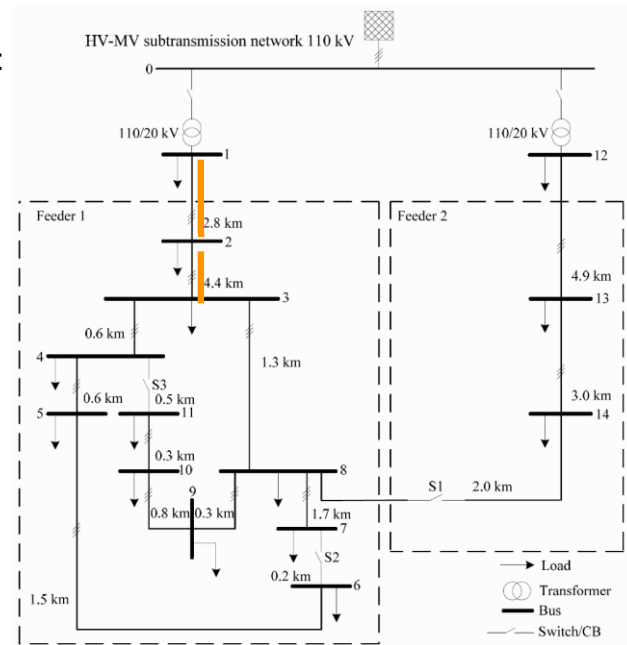 HV-MV subtransmission network 110 kV
:
0
110/20 kV
110/20 kV
1
12
Feeder 1
Feeder 2
2.8 km
2
4.9 km
4.4 km
3
13
0.6 km
4
1.3 km
S3
0.6 km
0.5 km
3.0 km
5
11
14
0.3 km
10
8
9
S1
2.0 km
0.8 km
0.3 km
1.7 km
7
S2
Load
0.2 km
6
Transformer
1.5 km
Bus
Switch/CB